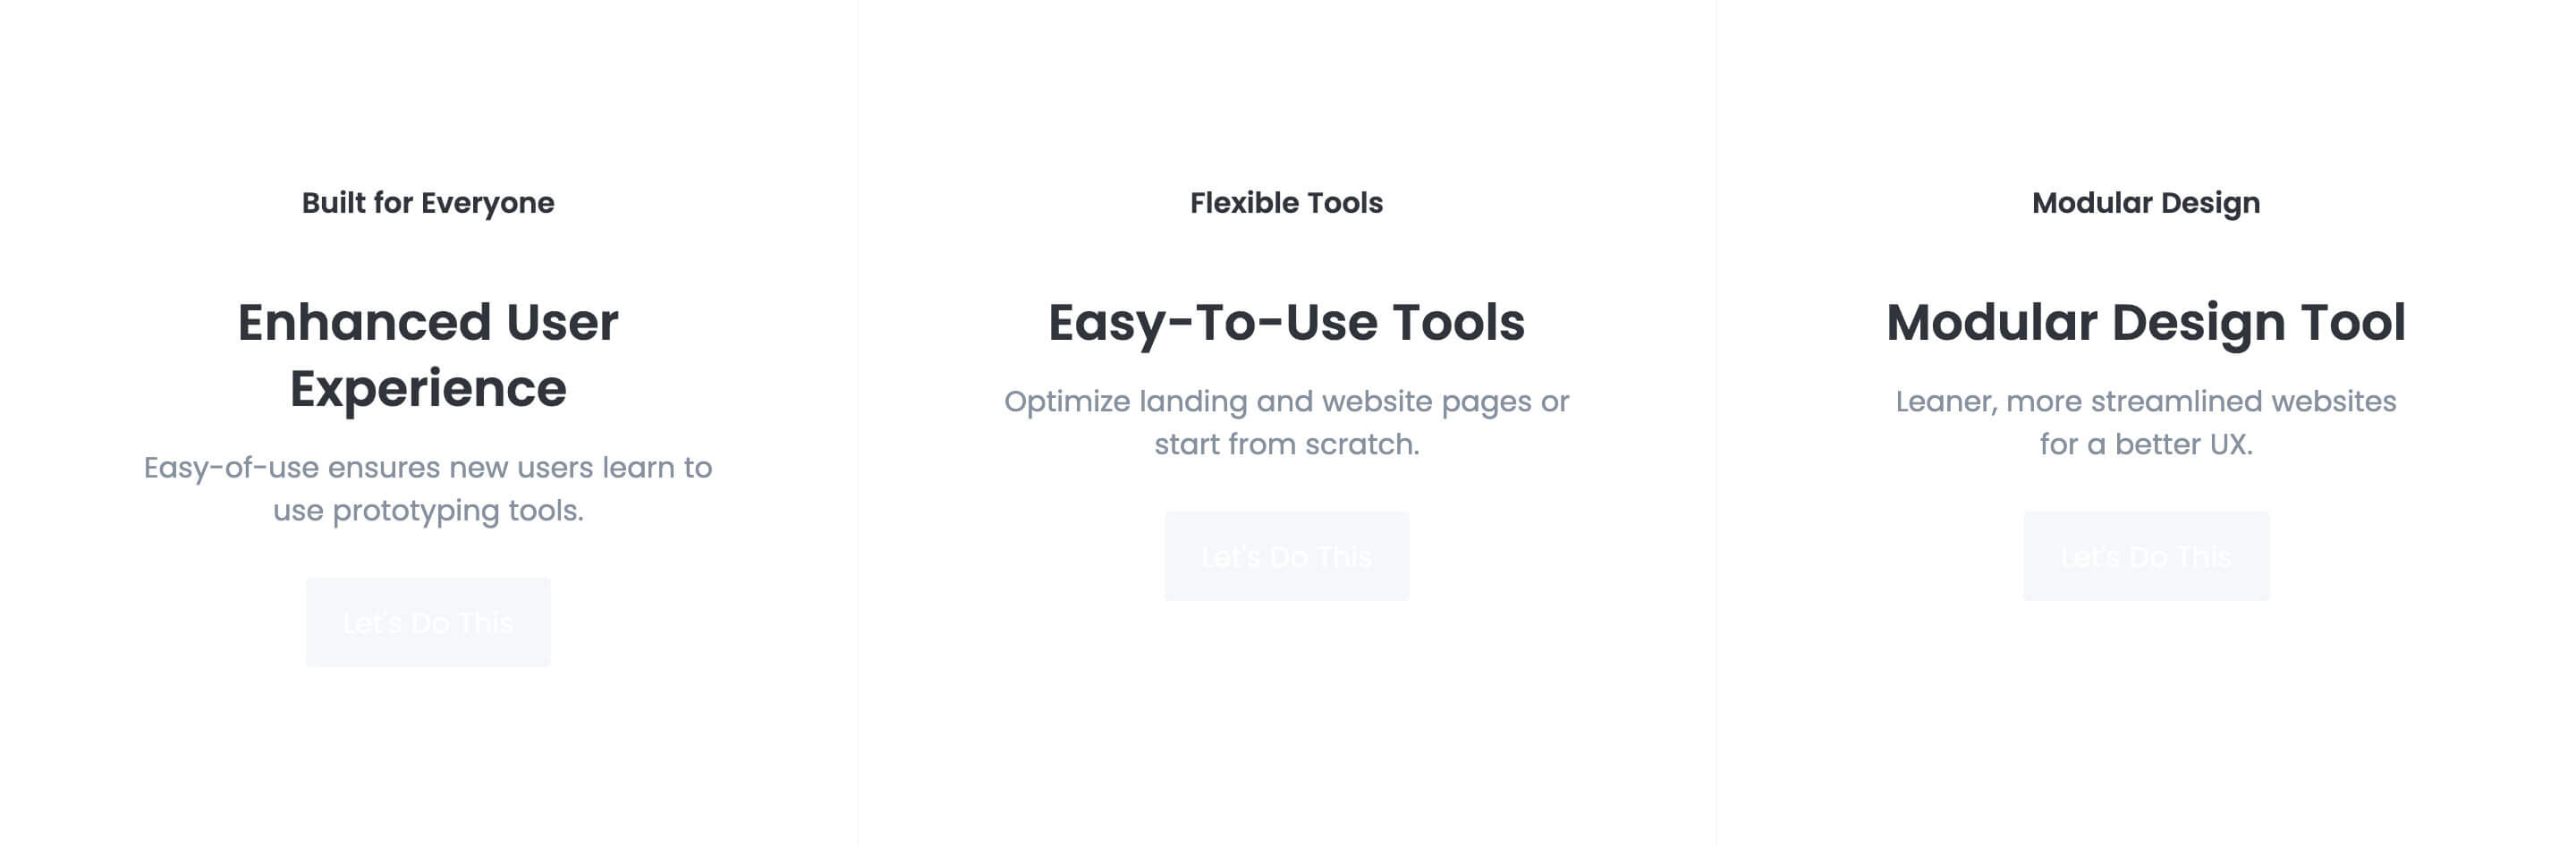 Built for Everyone
Enhanced User
Experience
Easy-of-use ensures new users learn to
use prototyping tools.
Let's Do This
Flexible Tools
Easy-To-Use Tools
Optimize landing and website pages or
start from scratch.
Let's Do This
Modular Design
Modular Design Tool
Leaner, more streamlined websites
for a better UX.
Let's Do This